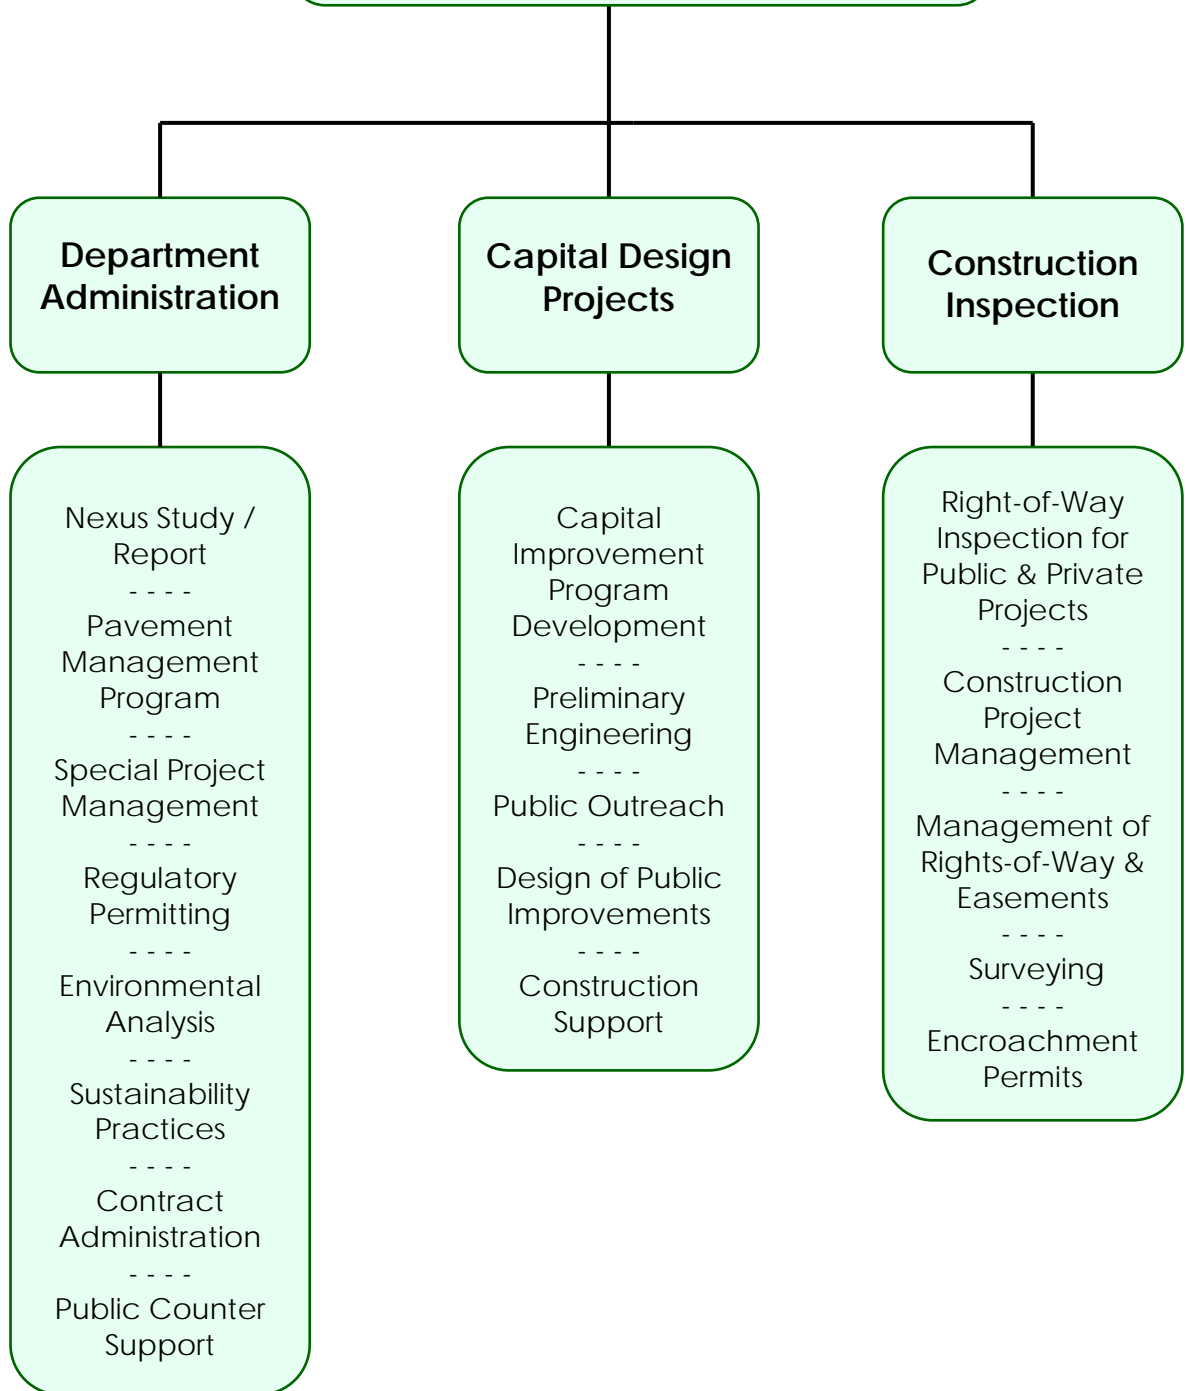 Department
Administration
Capital Design
Projects
Construction
Inspection
Nexus Study /
Report
- - - -
Pavement
Management
Program
- - - -
Special Project
Management
- - - -
Regulatory
Permitting
- - - -
Environmental
Analysis
- - - -
Sustainability
Practices
- - - -
Contract
Administration
- - - -
Public Counter
Support
Capital
Improvement
Program
Development
- - - -
Preliminary
Engineering
- - - -
Public Outreach
- - - -
Design of Public
Improvements
- - - -
Construction
Support
Right-of-Way
Inspection for
Public & Private
Projects
- - - -
Construction
Project
Management
- - - -
Management of
Rights-of-Way &
Easements
- - - -
Surveying
- - - -
Encroachment
Permits